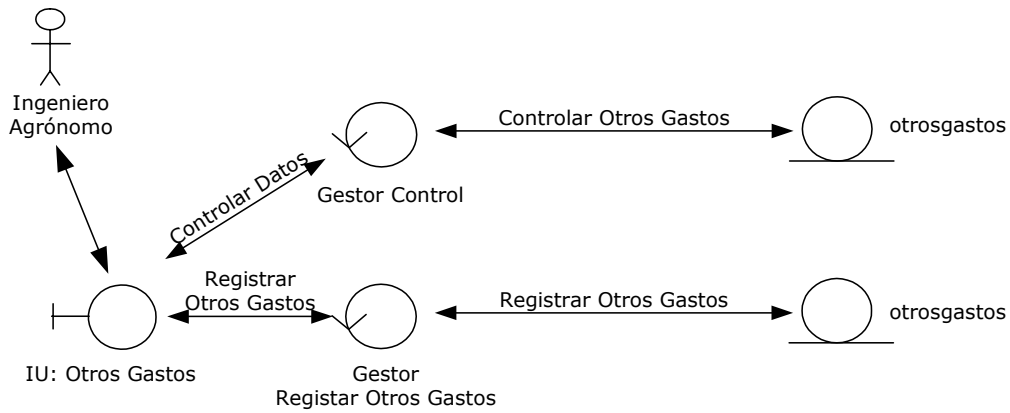 Ingeniero
Agrónomo
Controlar Otros Gastos
otrosgastos
Controlar Datos
Gestor Control
Registrar
Otros Gastos
Registrar Otros Gastos
otrosgastos
IU: Otros Gastos
Gestor
Registar Otros Gastos